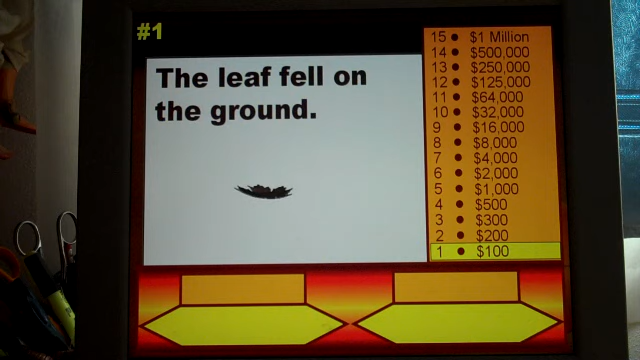 #1
The leaf fell on
the ground.
15 • $1 Million
14 • $500,000
13 • $250,000
12 • $125,000
11 • $64,000
10 • $32,000
9 • $16,000
8 • $8,000
7 • $4,000
6 • $2,000
5 • $1,000
4 • $500
3 • $300
2 • $200
1 • $100